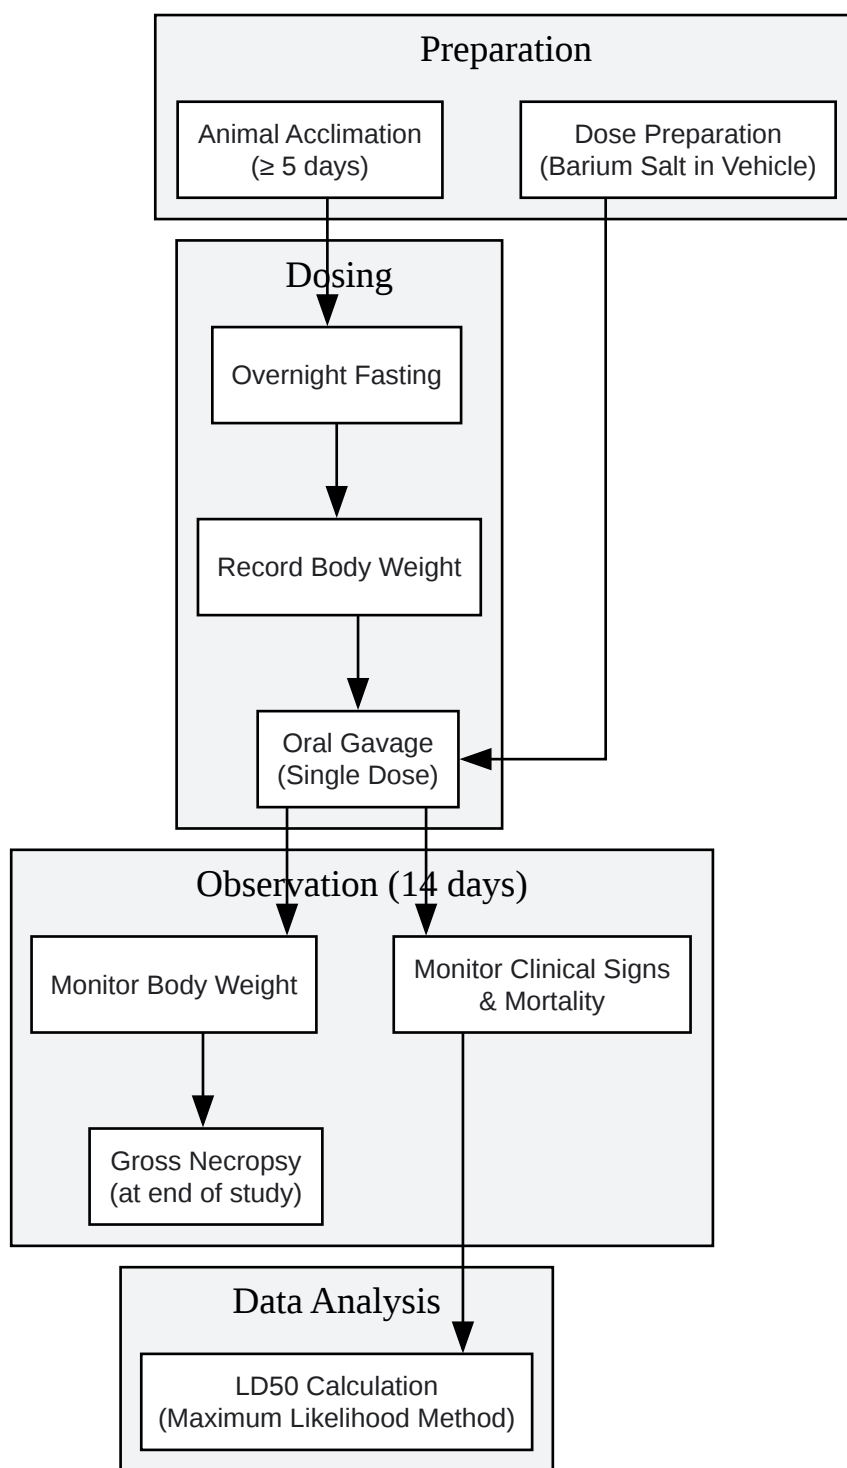 Preparation
Animal Acclimation
(≥ 5 days)
Dose Preparation
(Barium Salt in Vehicle)
Dosing
Overnight Fasting
Record Body Weight
Oral Gavage
(Single Dose)
Observation (14 days)
Monitor Body Weight
Monitor Clinical Signs
& Mortality
Gross Necropsy
(at end of study)
Data Analysis
LD50 Calculation
(Maximum Likelihood Method)